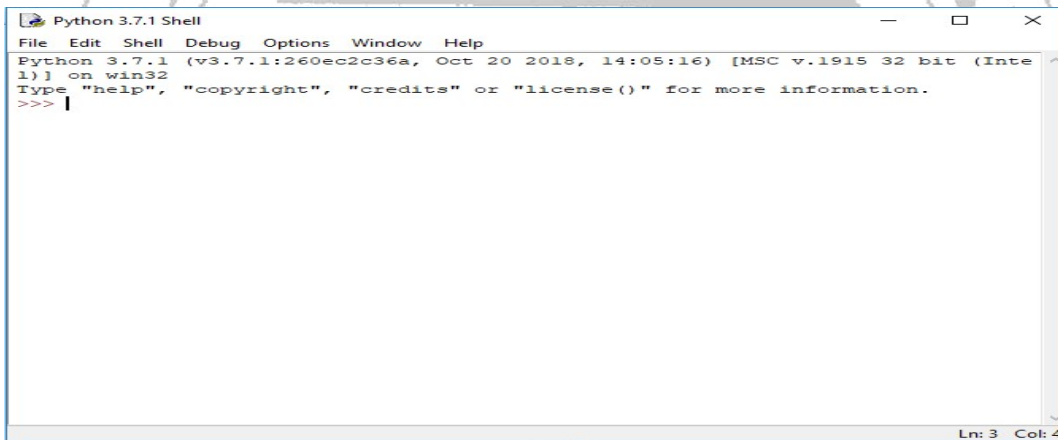 Python 3.7.1 Shell
File Edit Shell Debug Options Window Help
Python 3.7.1 (v3.7.1:260ec2c36a, Oct 20 2018, 14:05:16) [MSC v.1915 32 bit (Inte
l)] on win32
Type "help", "copyright", "credits" or "license()" for more information.
>>>
Ln: 3 Col: 4